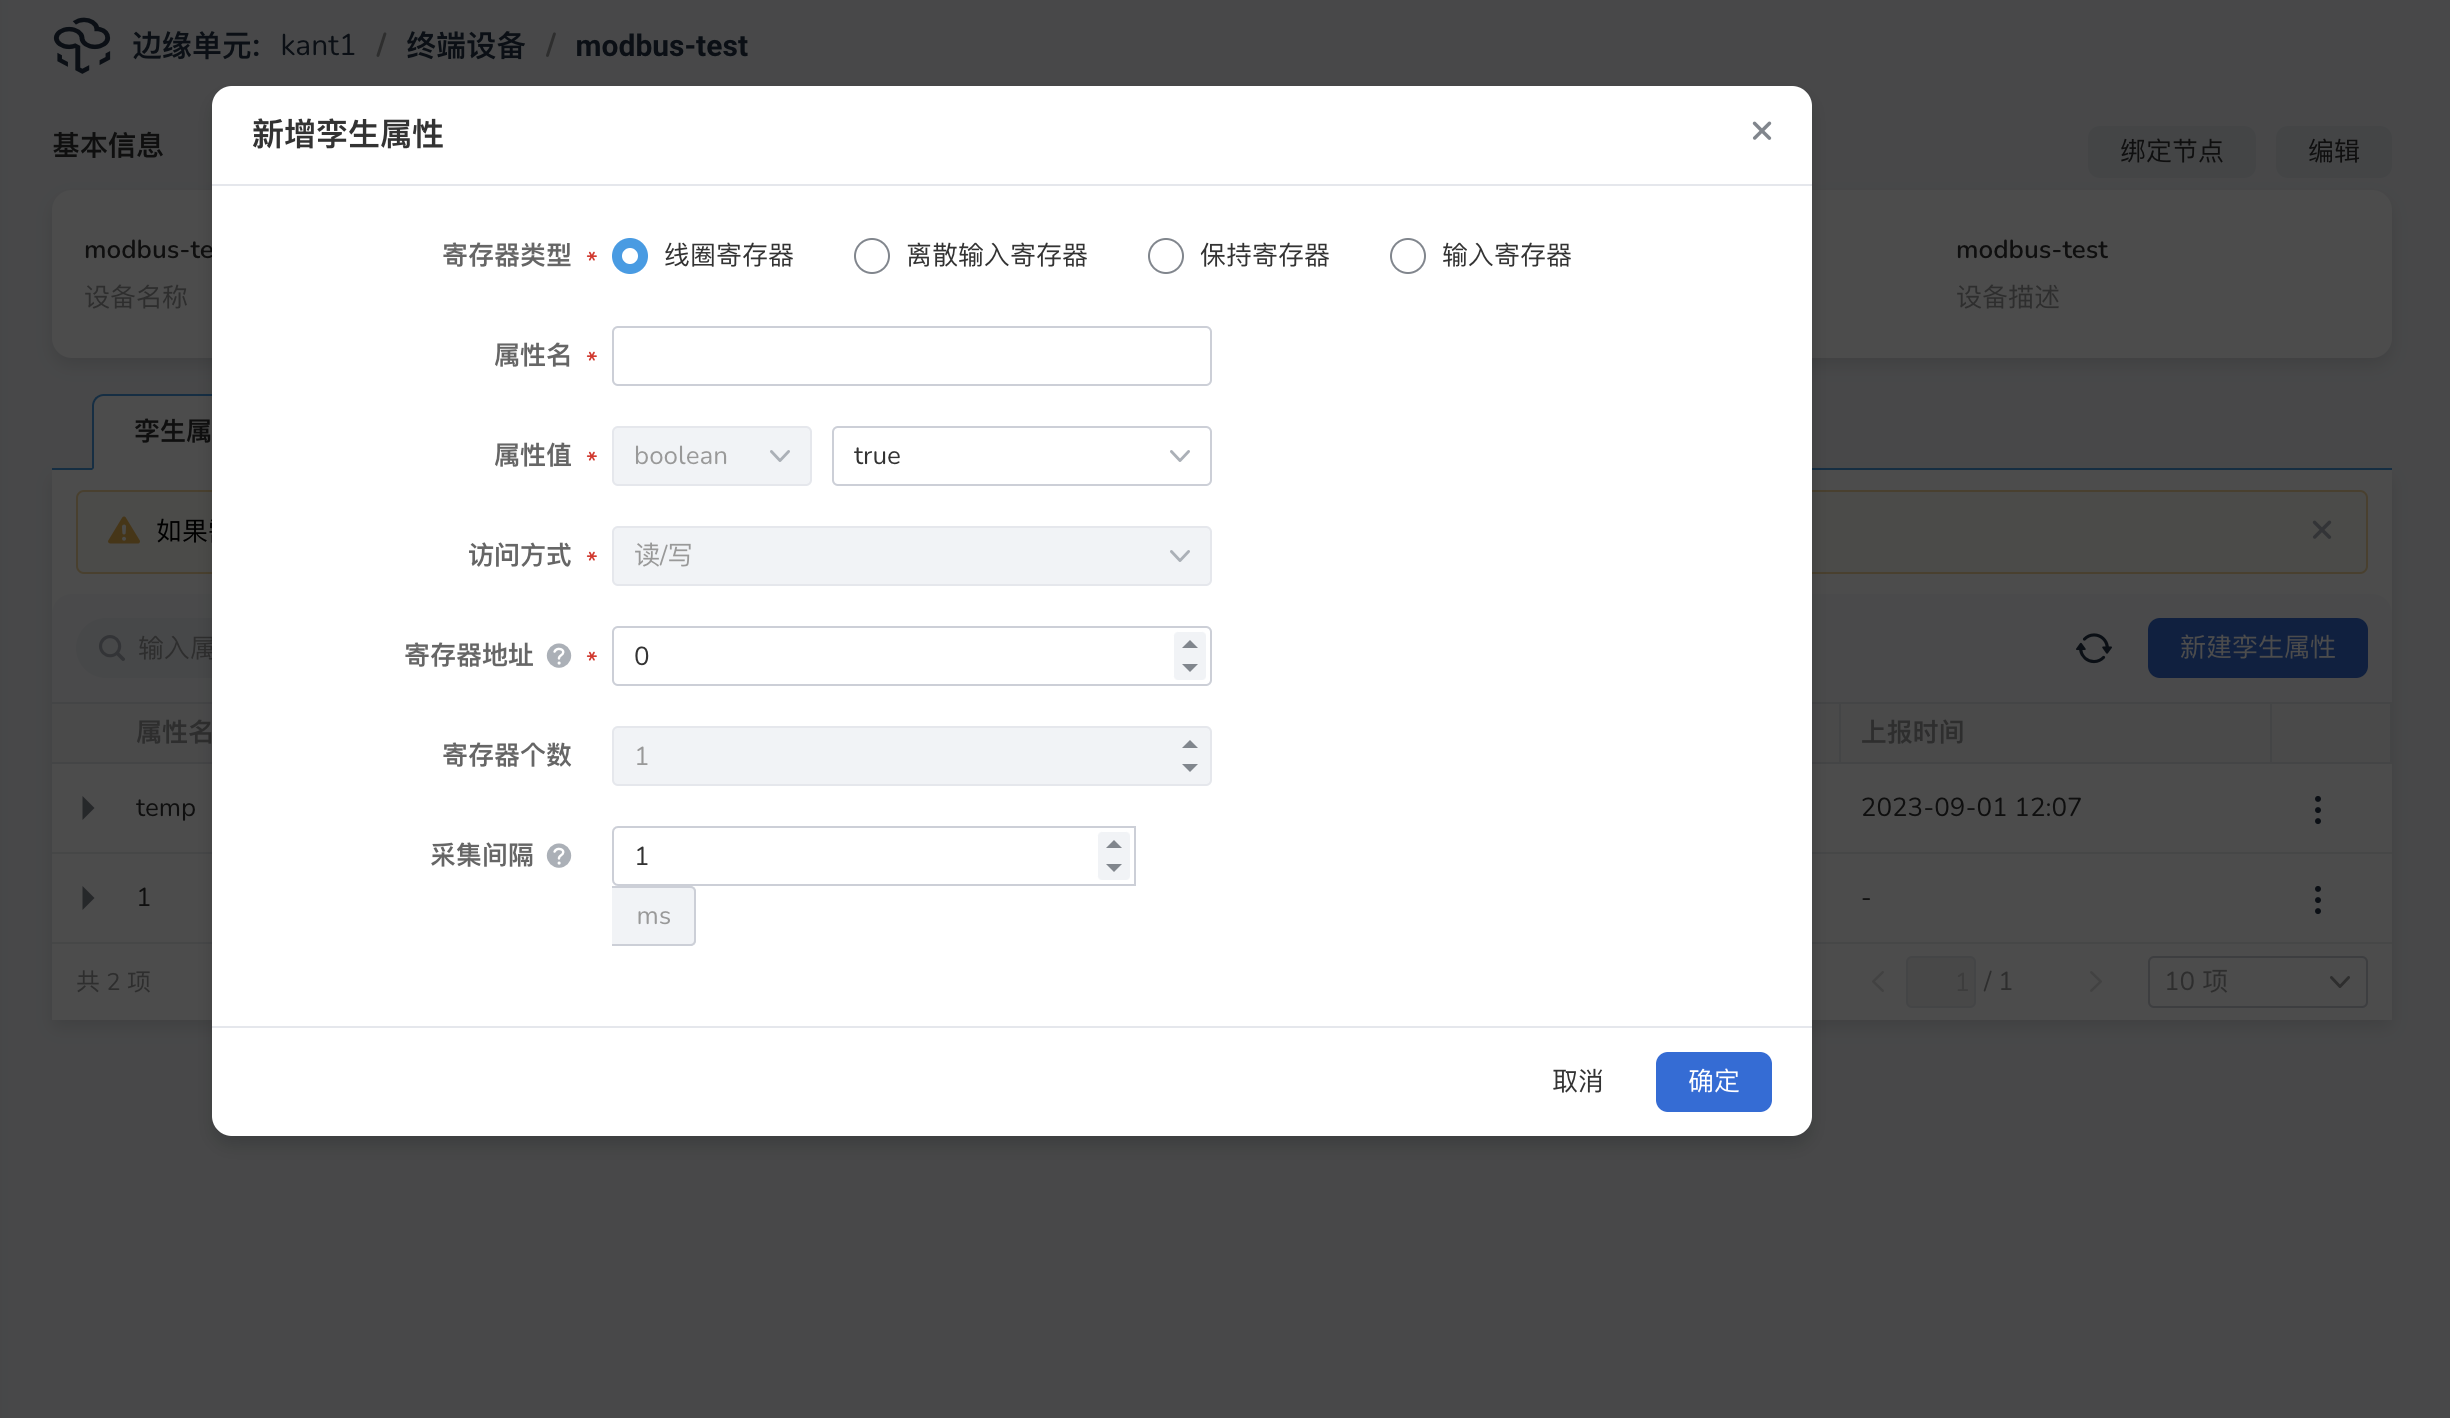 边缘单元: kant1 / 终端设备 / modbus-test
基本信息
绑定节点
编辑
modbus-te
设备名称
modbus-test
设备描述
孪生属
如果
输入属
新建孪生属性
属性名
上报时间
temp
2023-09-01 12:07
1
-
共 2 项
1 / 1
10 项
新增孪生属性
寄存器类型 * 线圈寄存器 离散输入寄存器 保持寄存器 输入寄存器
属性名 *
属性值 * boolean true
访问方式 * 读/写
寄存器地址 ? * 0
寄存器个数 1
采集间隔 ? 1
ms
取消
确定